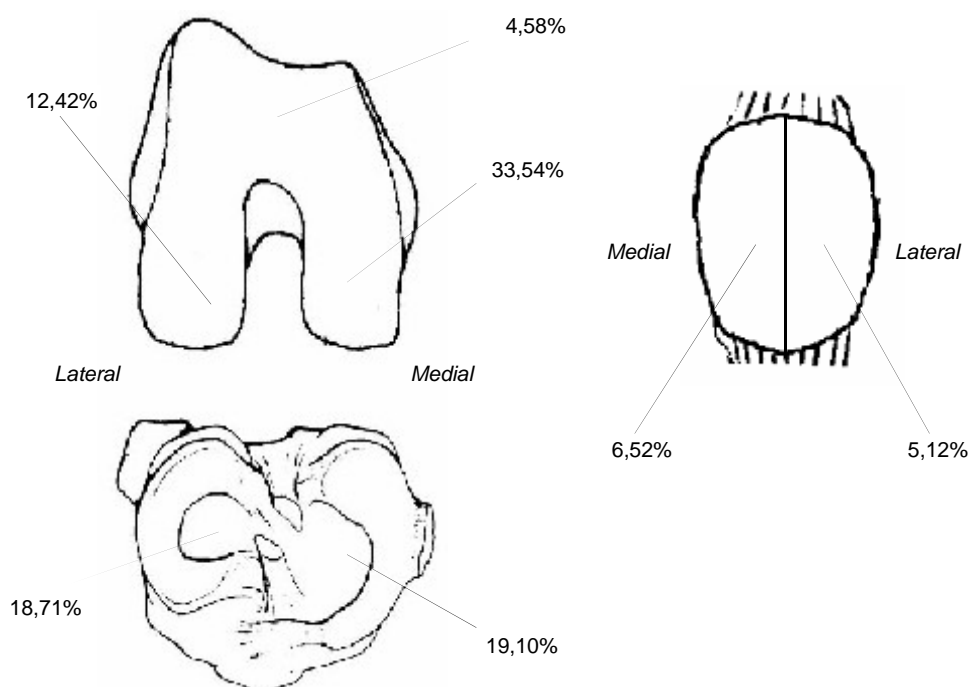 4,58%
12,42%
33,54%
Medial
Lateral
Lateral
Medial
6,52%
5,12%
18,71%
19,10%